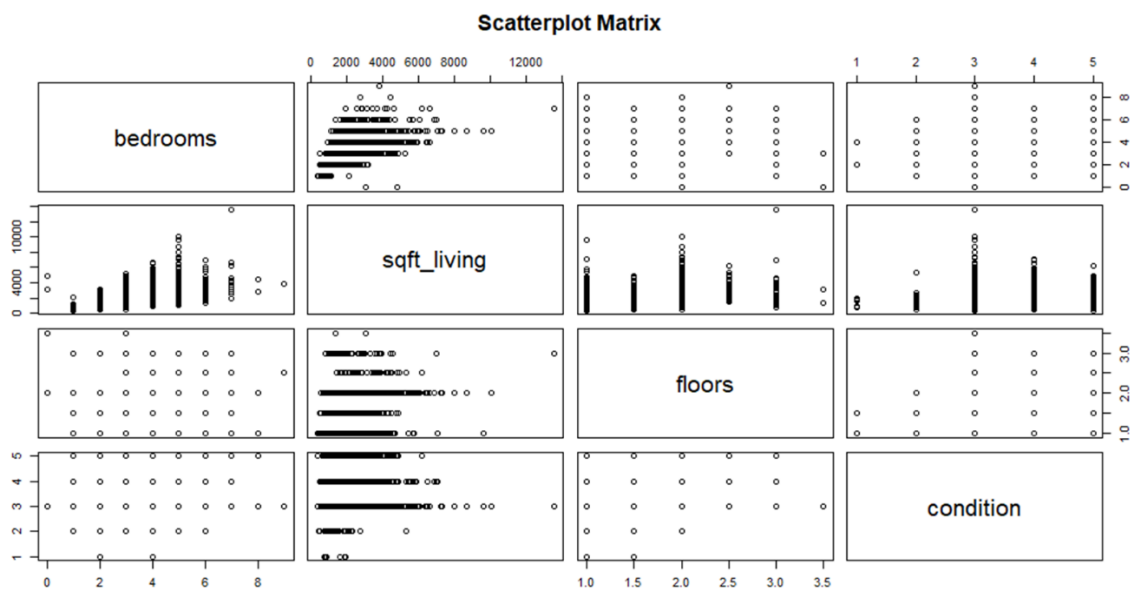 Scatterplot Matrix
0 2000 4000 6000 8000 12000
1 2 3 4 5
bedrooms
0 2 4 6 8
0 4000 10000
sqft_living
floors
1.0 2.0 3.0
1 2 3 4 5
condition
0 2 4 6 8
1.0 1.5 2.0 2.5 3.0 3.5